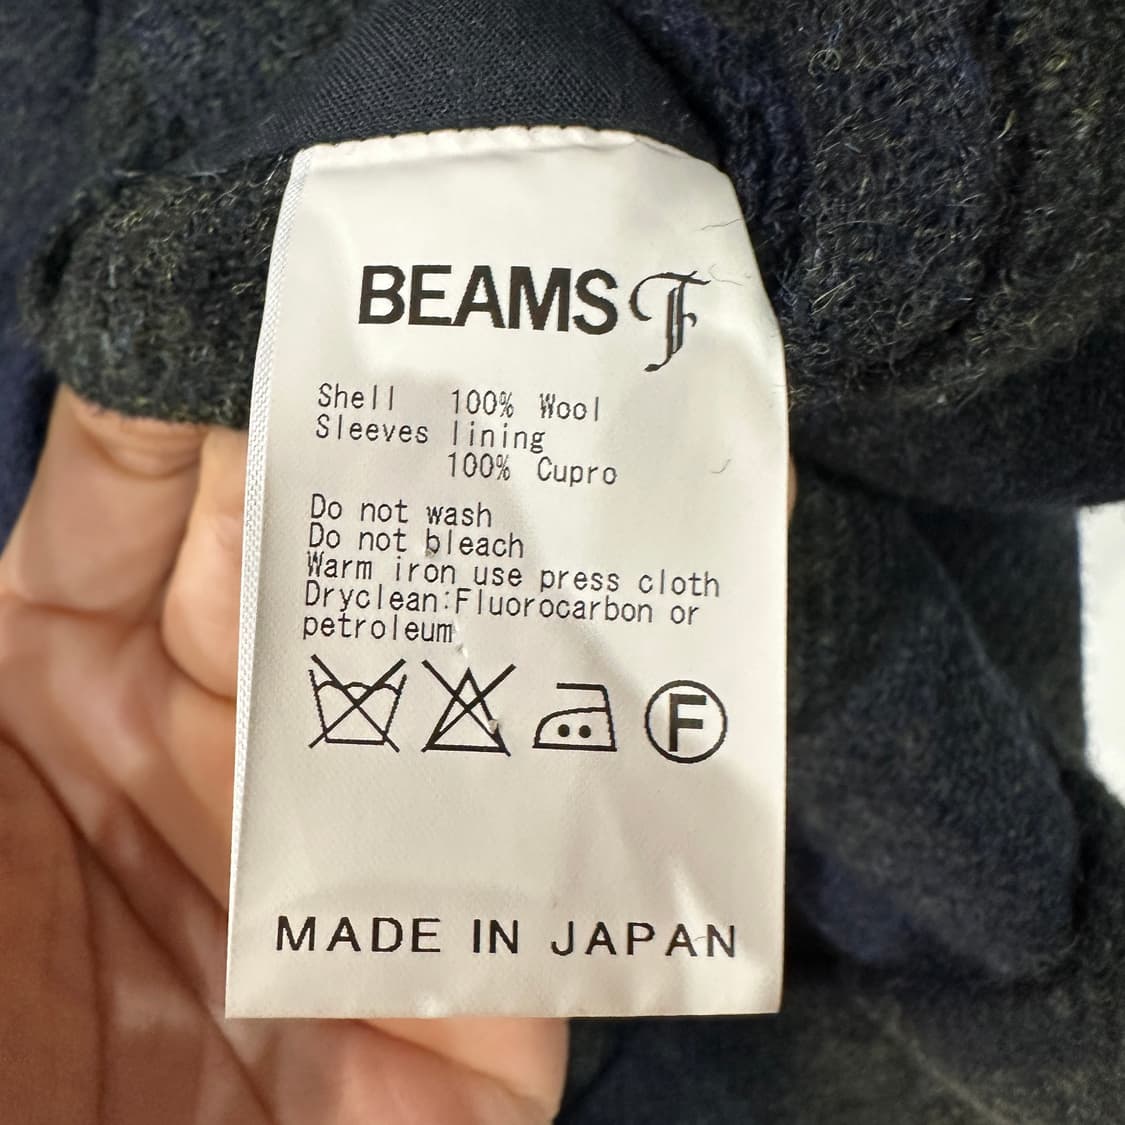 BEAMS F
Shell 100% Wool
Sleeves lining
100% Cupro
Do not wash
Do not bleach
Warm iron use press cloth
Dryclean:Fluorocarbon or
petroleum
F
MADE IN JAPAN